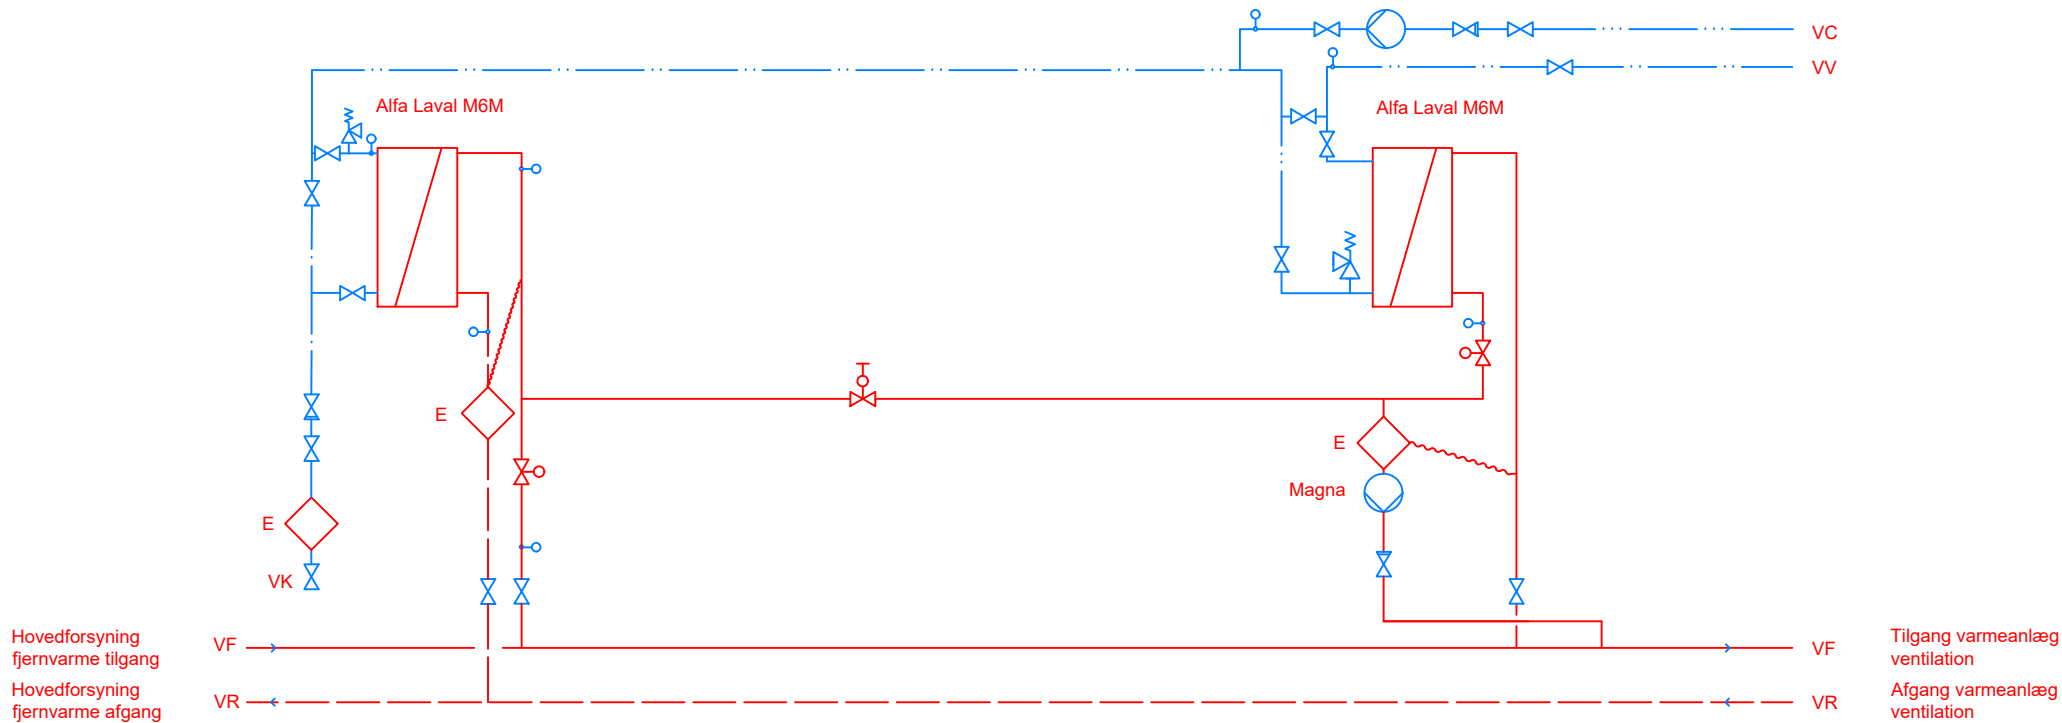 VC
VV
Alfa Laval M6M
Alfa Laval M6M
E
E
Magna
E
VK
Hovedforsyning
fjernvarme tilgang
VF
VF
Tilgang varmeanlæg
ventilation
Hovedforsyning
fjernvarme afgang
VR
VR
Afgang varmeanlæg
ventilation